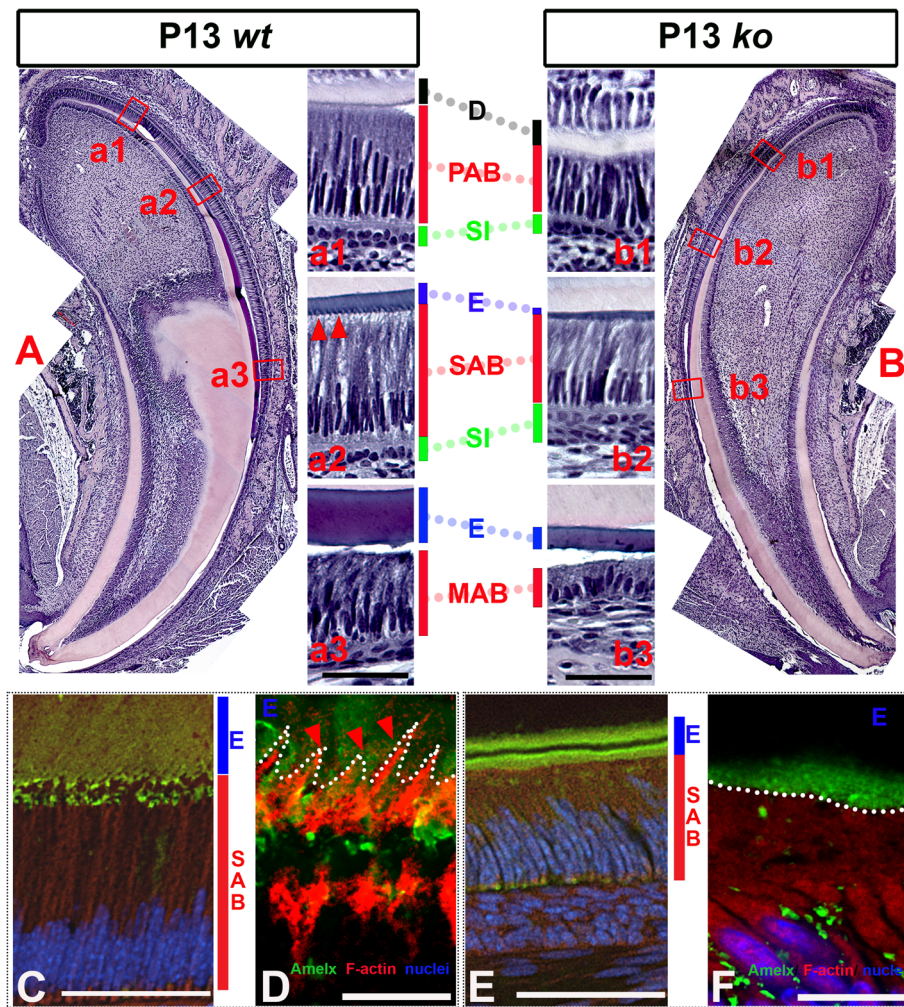 P13 wt
P13 ko
D
a1
b1
a2
PAB
b2
SI
a1
b1
A
E
B
a3
SAB
b3
SI
a2
b2
E
MAB
a3
b3
E
SAB
C
E
Amelx F-actin nuclei
D
E
SAB
E
E
Amelx F-actin/ nuclei
F